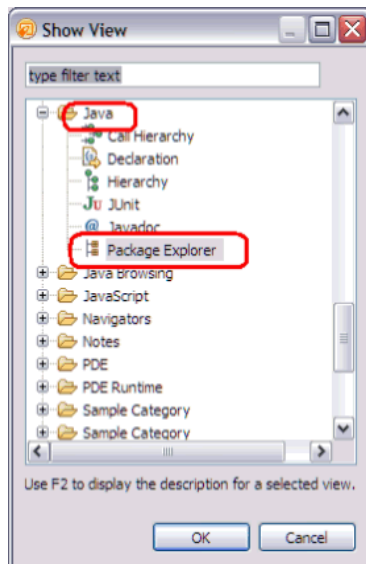 Show View
type filter text
Java
Call Hierarchy
Declaration
Hierarchy
Ju JUnit
@ Javadoc
Package Explorer
Java Browsing
JavaScript
Navigators
Notes
PDE
PDE Runtime
Sample Category
Sample Category
Use F2 to display the description for a selected view.
OK Cancel